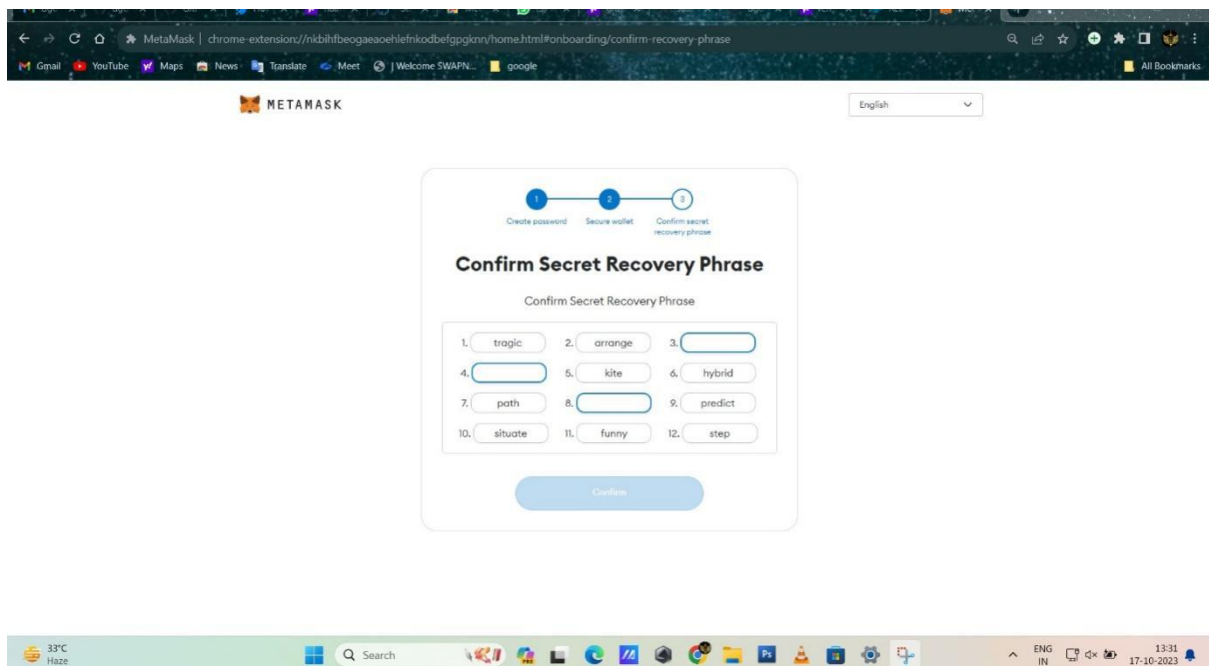 MetaMask | chrome-extension://nkbihfbeogaeaoehlefnkodbefgpgknn/home.html#onboarding/confirm-recovery-phrase
Gmail YouTube Maps News Translate Meet | Welcome SWAPN... google All Bookmarks
METAMASK English
1 2 3
Create password Secure wallet Confirm secret
recovery phrase
Confirm Secret Recovery Phrase
Confirm Secret Recovery Phrase
1. tragic 2. arrange 3.
4. 5. kite 6. hybrid
7. path 8. 9. predict
10. situate 11. funny 12. step
Confirm
33°C Search ENG 13:31
Haze IN 17-10-2023